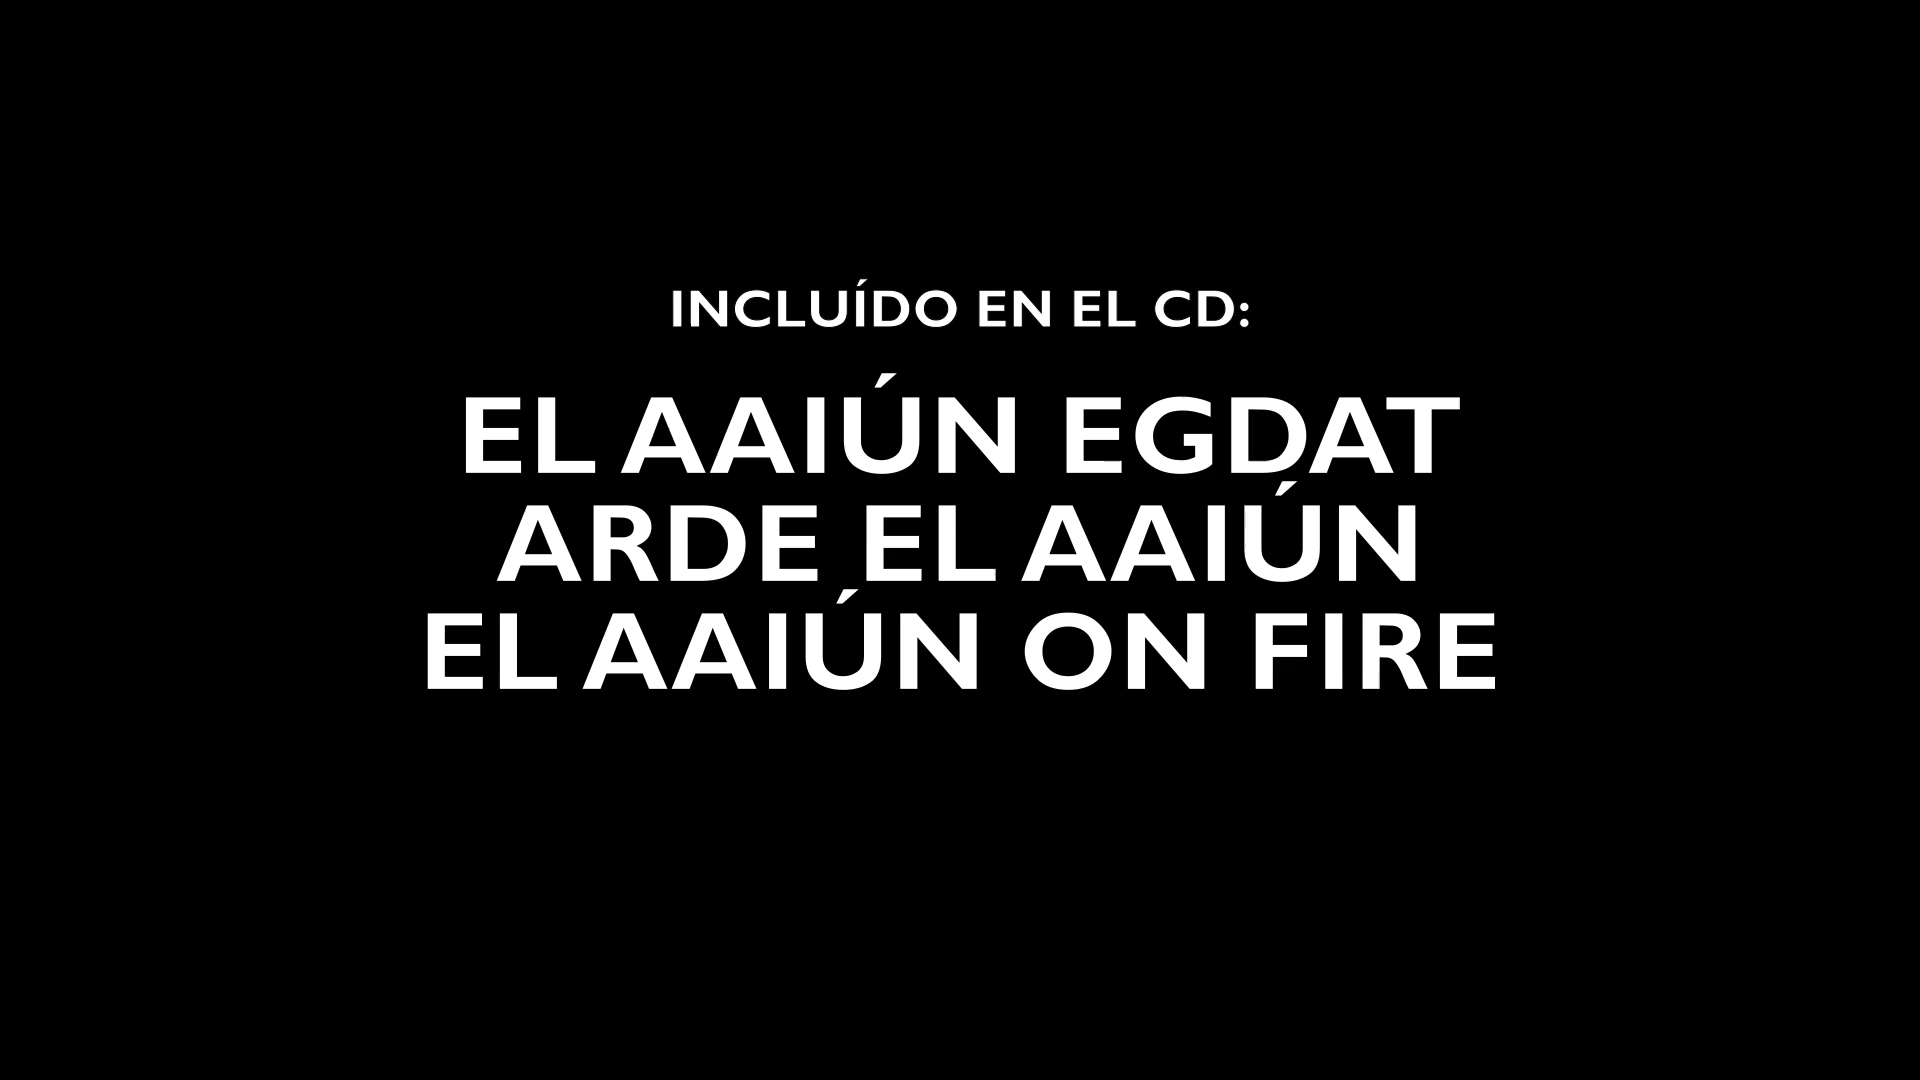 INCLUÍDO EN EL CD:
EL AAIÚN EGDAT
ARDE EL AAIÚN
EL AAIÚN ON FIRE